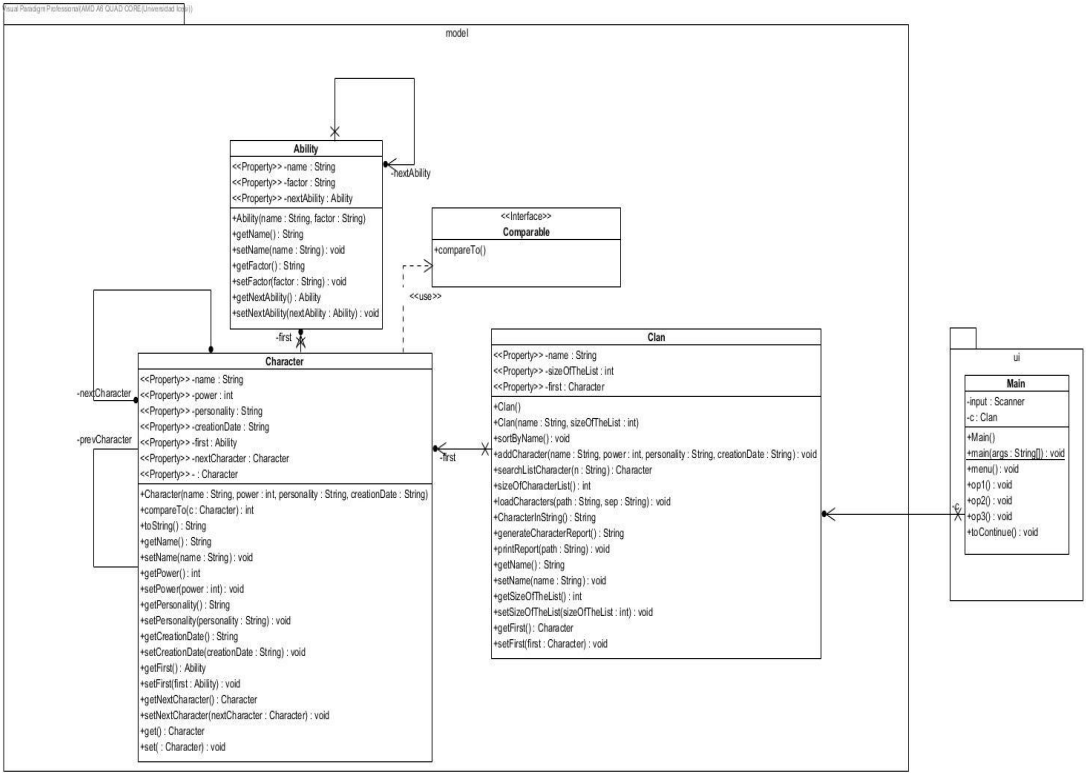 Visual Paradigm Professional(AMD A6 QUAD CORE(Universidad Icesi))
model
Ability
<<Property>> -name : String
<<Property>> -factor : String
<<Property>> -nextAbility : Ability
+Ability(name : String, factor : String)
+getName() : String
+setName(name : String) : void
+getFactor() : String
+setFactor(factor : String) : void
+getNextAbility() : Ability
+setNextAbility(nextAbility : Ability) : void
-nextAbility
<<Interface>>
Comparable
+compareTo()
<<use>>
-first
Character
<<Property>> -name : String
<<Property>> -power : int
<<Property>> -personality : String
<<Property>> -creationDate : String
<<Property>> -first : Ability
<<Property>> -nextCharacter : Character
<<Property>> - : Character
+Character(name : String, power : int, personality : String, creationDate : String)
+compareTo(c : Character) : int
+toString() : String
+getName() : String
+setName(name : String) : void
+getPower() : int
+setPower(power : int) : void
+getPersonality() : String
+setPersonality(personality : String) : void
+getCreationDate() : String
+setCreationDate(creationDate : String) : void
+getFirst() : Ability
+setFirst(first : Ability) : void
+getNextCharacter() : Character
+setNextCharacter(nextCharacter : Character) : void
+get() : Character
+set( : Character) : void
-nextCharacter
-prevCharacter
-first
Clan
<<Property>> -name : String
<<Property>> -sizeOfTheList : int
<<Property>> -first : Character
+Clan()
+Clan(name : String, sizeOfTheList : int)
+sortByName() : void
+addCharacter(name : String, power : int, personality : String, creationDate : String) : void
+searchListCharacter(n : String) : Character
+sizeOfCharacterList() : int
+loadCharacters(path : String, sep : String) : void
+CharacterInString() : String
+generateCharacterReport() : String
+printReport(path : String) : void
+getName() : String
+setName(name : String) : void
+getSizeOfTheList() : int
+setSizeOfTheList(sizeOfTheList : int) : void
+getFirst() : Character
+setFirst(first : Character) : void
ui
Main
-input : Scanner
-c : Clan
+Main()
+main(args : String[]) : void
+menu() : void
+op1() : void
+op2() : void
+op3() : void
+toContinue() : void
-c